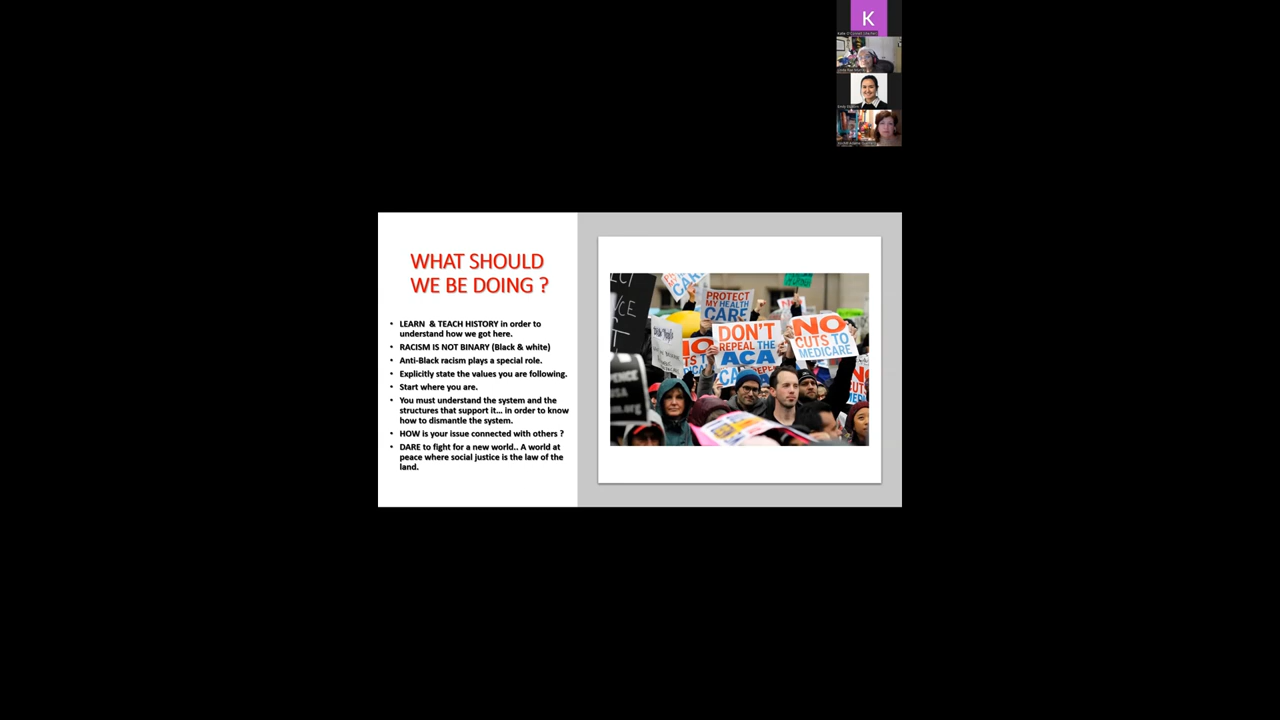 K
WHAT SHOULD
WE BE DOING ?
• LEARN & TEACH HISTORY in order to
understand how we got here.
• RACISM IS NOT BINARY (Black & white)
• Anti-Black racism plays a special role.
• Explicitly state the values you are following.
• Start where you are.
• You must understand the system and the
structures that support it... in order to know
how to dismantle the system.
• HOW is your issue connected with others ?
• DARE to fight for a new world.. A world at
peace where social justice is the law of the
land.
PROTECT
MY HEALTH
CARE
DON'T
REPEAL THE
ACA
NO
CUTS TO
MEDICARE